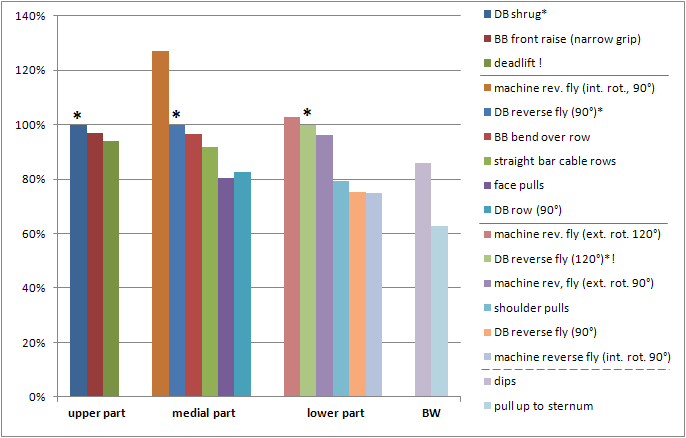 140%
120%
100%
80%
60%
40%
20%
0%
* * *
upper part medial part lower part BW
DB shrug*
BB front raise (narrow grip)
deadlift !
machine rev. fly (int. rot., 90°)
DB reverse fly (90°)*
BB bend over row
straight bar cable rows
face pulls
DB row (90°)
machine rev. fly (ext. rot. 120°)
DB reverse fly (120°)*!
machine rev, fly (ext. rot. 90°)
shoulder pulls
DB reverse fly (90°)
machine reverse fly (int. rot. 90°)
dips
pull up to sternum